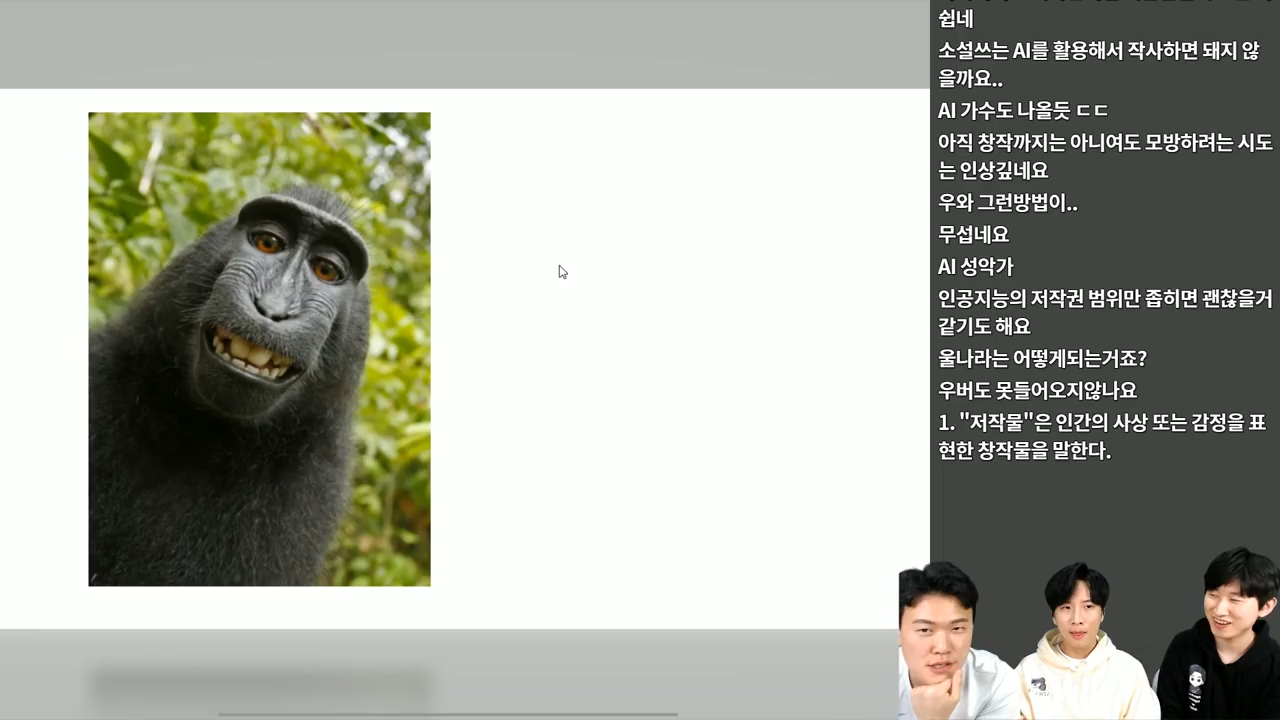 쉽네
소설쓰는 AI를 활용해서 작사하면 돼지 않
을까요..
AI 가수도 나올듯 ㄷㄷ
아직 창작까지는 아니여도 모방하려는 시도
는 인상깊네요
우와 그런방법이..
무섭네요
AI 성악가
인공지능의 저작권 범위만 좁히면 괜찮을거
같기도 해요
울나라는 어떻게되는거죠?
우버도 못들어오지않나요
1. "저작물"은 인간의 사상 또는 감정을 표
현한 창작물을 말한다.